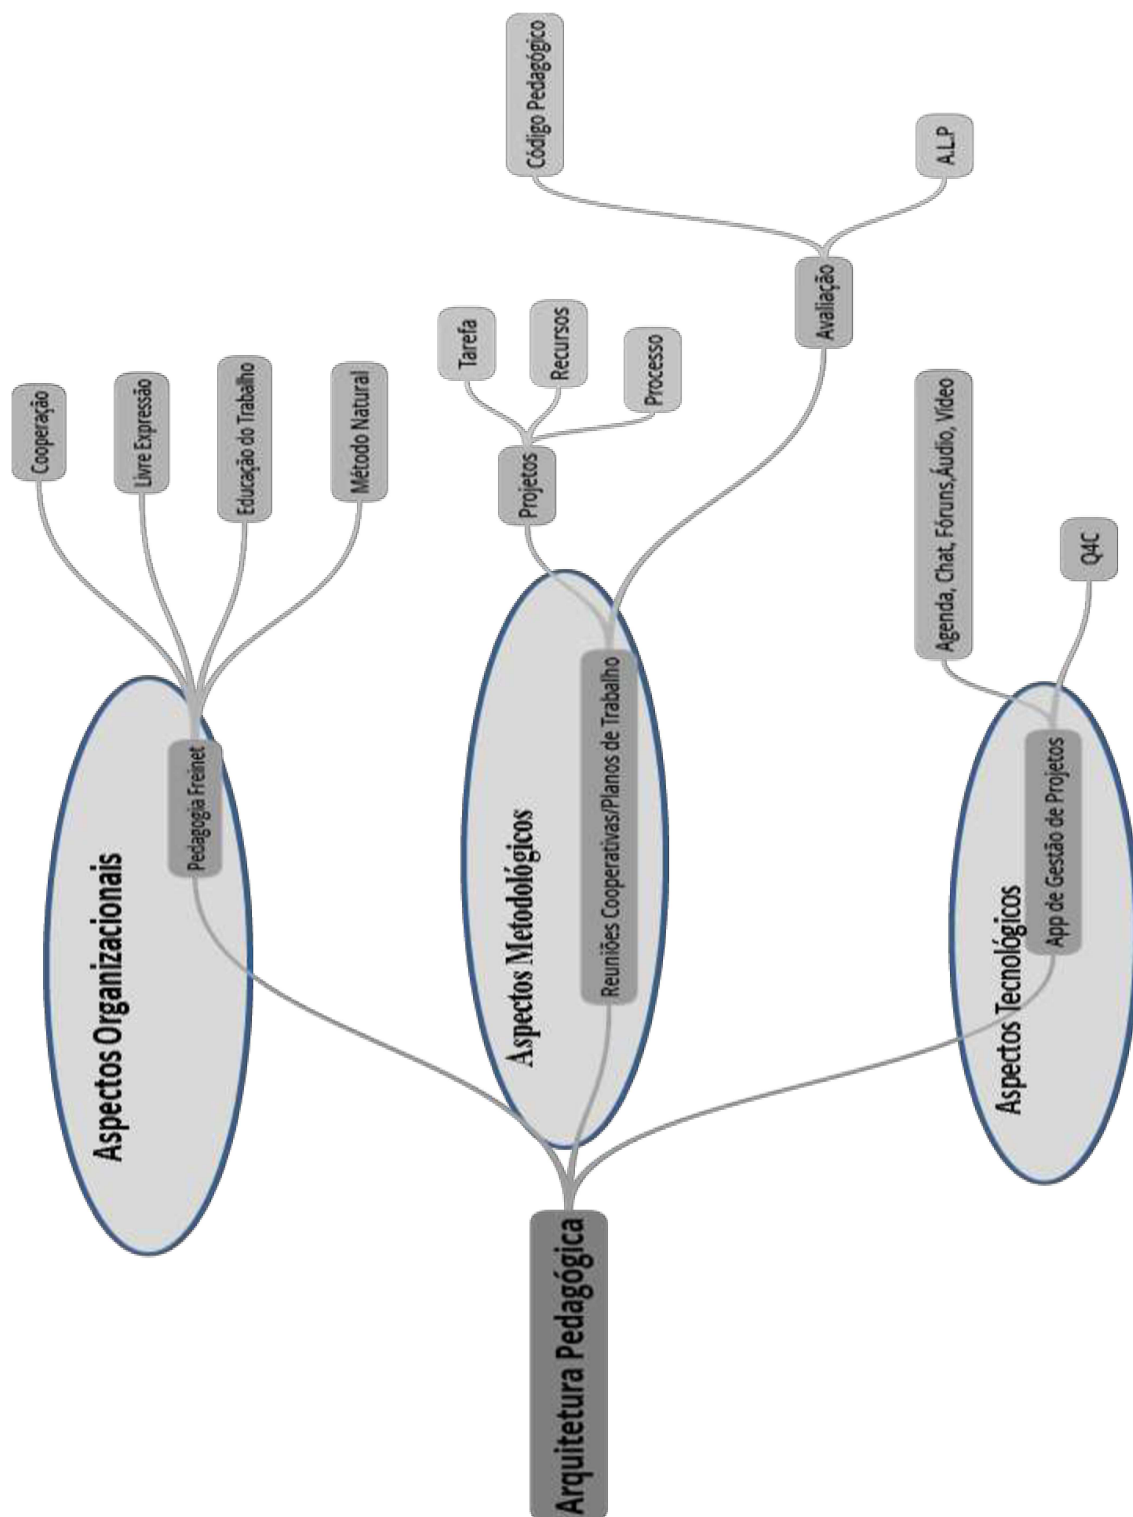 Arquitetura Pedagógica
Aspectos Organizacionais
Pedagogia Freinet
Cooperação
Livre Expressão
Educação do Trabalho
Método Natural
Aspectos Metodológicos
Reuniões Cooperativas/Planos de Trabalho
Projetos
Tarefa
Recursos
Processo
Avaliação
Código Pedagógico
A.L.P
Aspectos Tecnológicos
App de Gestão de Projetos
Agenda, Chat, Fóruns,Áudio, Vídeo
Q4C